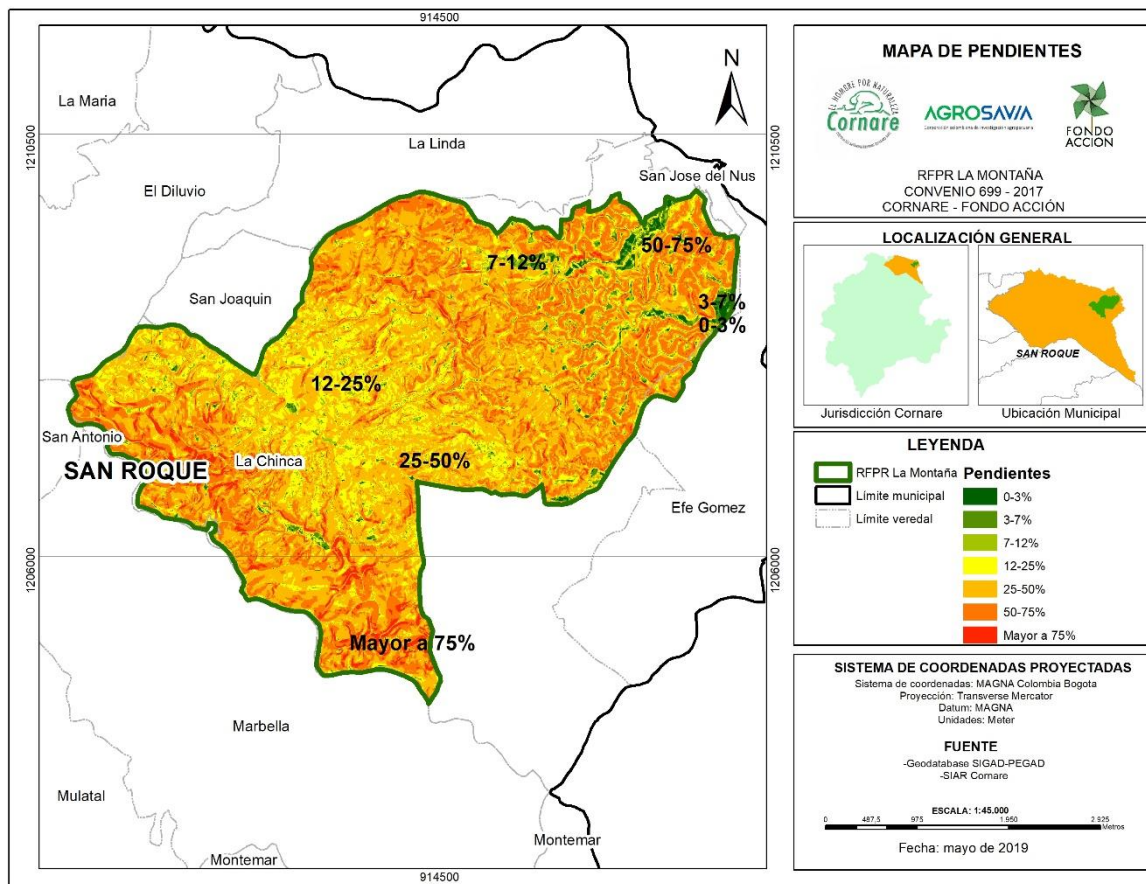 914500
1210500
1206000
La Maria
El Diluvio
La Linda
San Jose del Nus
N
San Joaquin
50-75%
7-12%
3-7%
0-3%
12-25%
San Antonio
SAN ROQUE
La Chinca
25-50%
Efe Gomez
Mayor a 75%
Marbella
Mulatal
Montemar
Montemar
914500
1210500
1206000
MAPA DE PENDIENTES
Cornare
AGROSAVIA
Corporación colombiana de investigación agropecuaria
FONDO
ACCIÓN
RFPR LA MONTAÑA
CONVENIO 699 - 2017
CORNARE - FONDO ACCIÓN
LOCALIZACIÓN GENERAL
SAN ROQUE
Jurisdicción Cornare
Ubicación Municipal
LEYENDA
RFPR La Montaña
Límite municipal
Límite veredal
Pendientes
0-3%
3-7%
7-12%
12-25%
25-50%
50-75%
Mayor a 75%
SISTEMA DE COORDENADAS PROYECTADAS
Sistema de coordenadas: MAGNA Colombia Bogota
Proyección: Transverse Mercator
Datum: MAGNA
Unidades: Meter
FUENTE
-Geodatabase SIGAD-PEGAD
-SIAR Cornare
ESCALA: 1:45.000
0 487,5 975 1.950 2.925
Metros
Fecha: mayo de 2019